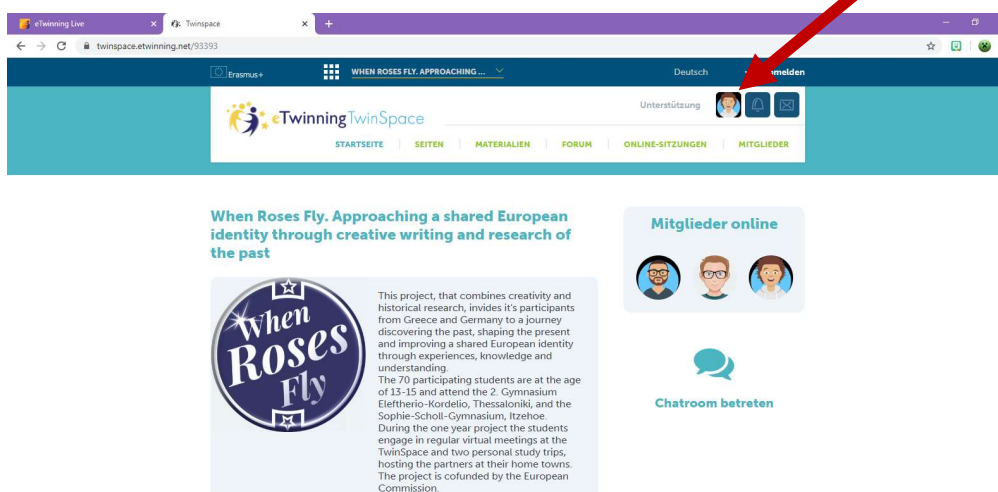 eTwinning Live
Twinspace
twinspace.etwinning.net/93393
Erasmus+
WHEN ROSES FLY. APPROACHING ...
Deutsch
Unterstützung
eTwinning TwinSpace
STARTSEITE
SEITEN
MATERIALIEN
FORUM
ONLINE-SITZUNGEN
MITGLIEDER
When Roses Fly. Approaching a shared European
identity through creative writing and research of
the past
When
Roses
Fly
This project, that combines creativity and
historical research, invides it's participants
from Greece and Germany to a journey
discovering the past, shaping the present
and improving a shared European identity
through experiences, knowledge and
understanding.
The 70 participating students are at the age
of 13-15 and attend the 2. Gymnasium
Eleftherio-Kordelio, Thessaloniki, and the
Sophie-Scholl-Gymnasium, Itzehoe.
During the one year project the students
engage in regular virtual meetings at the
TwinSpace and two personal study trips,
hosting the partners at their home towns.
The project is cofunded by the European
Commission.
Mitglieder online
Chatroom betreten